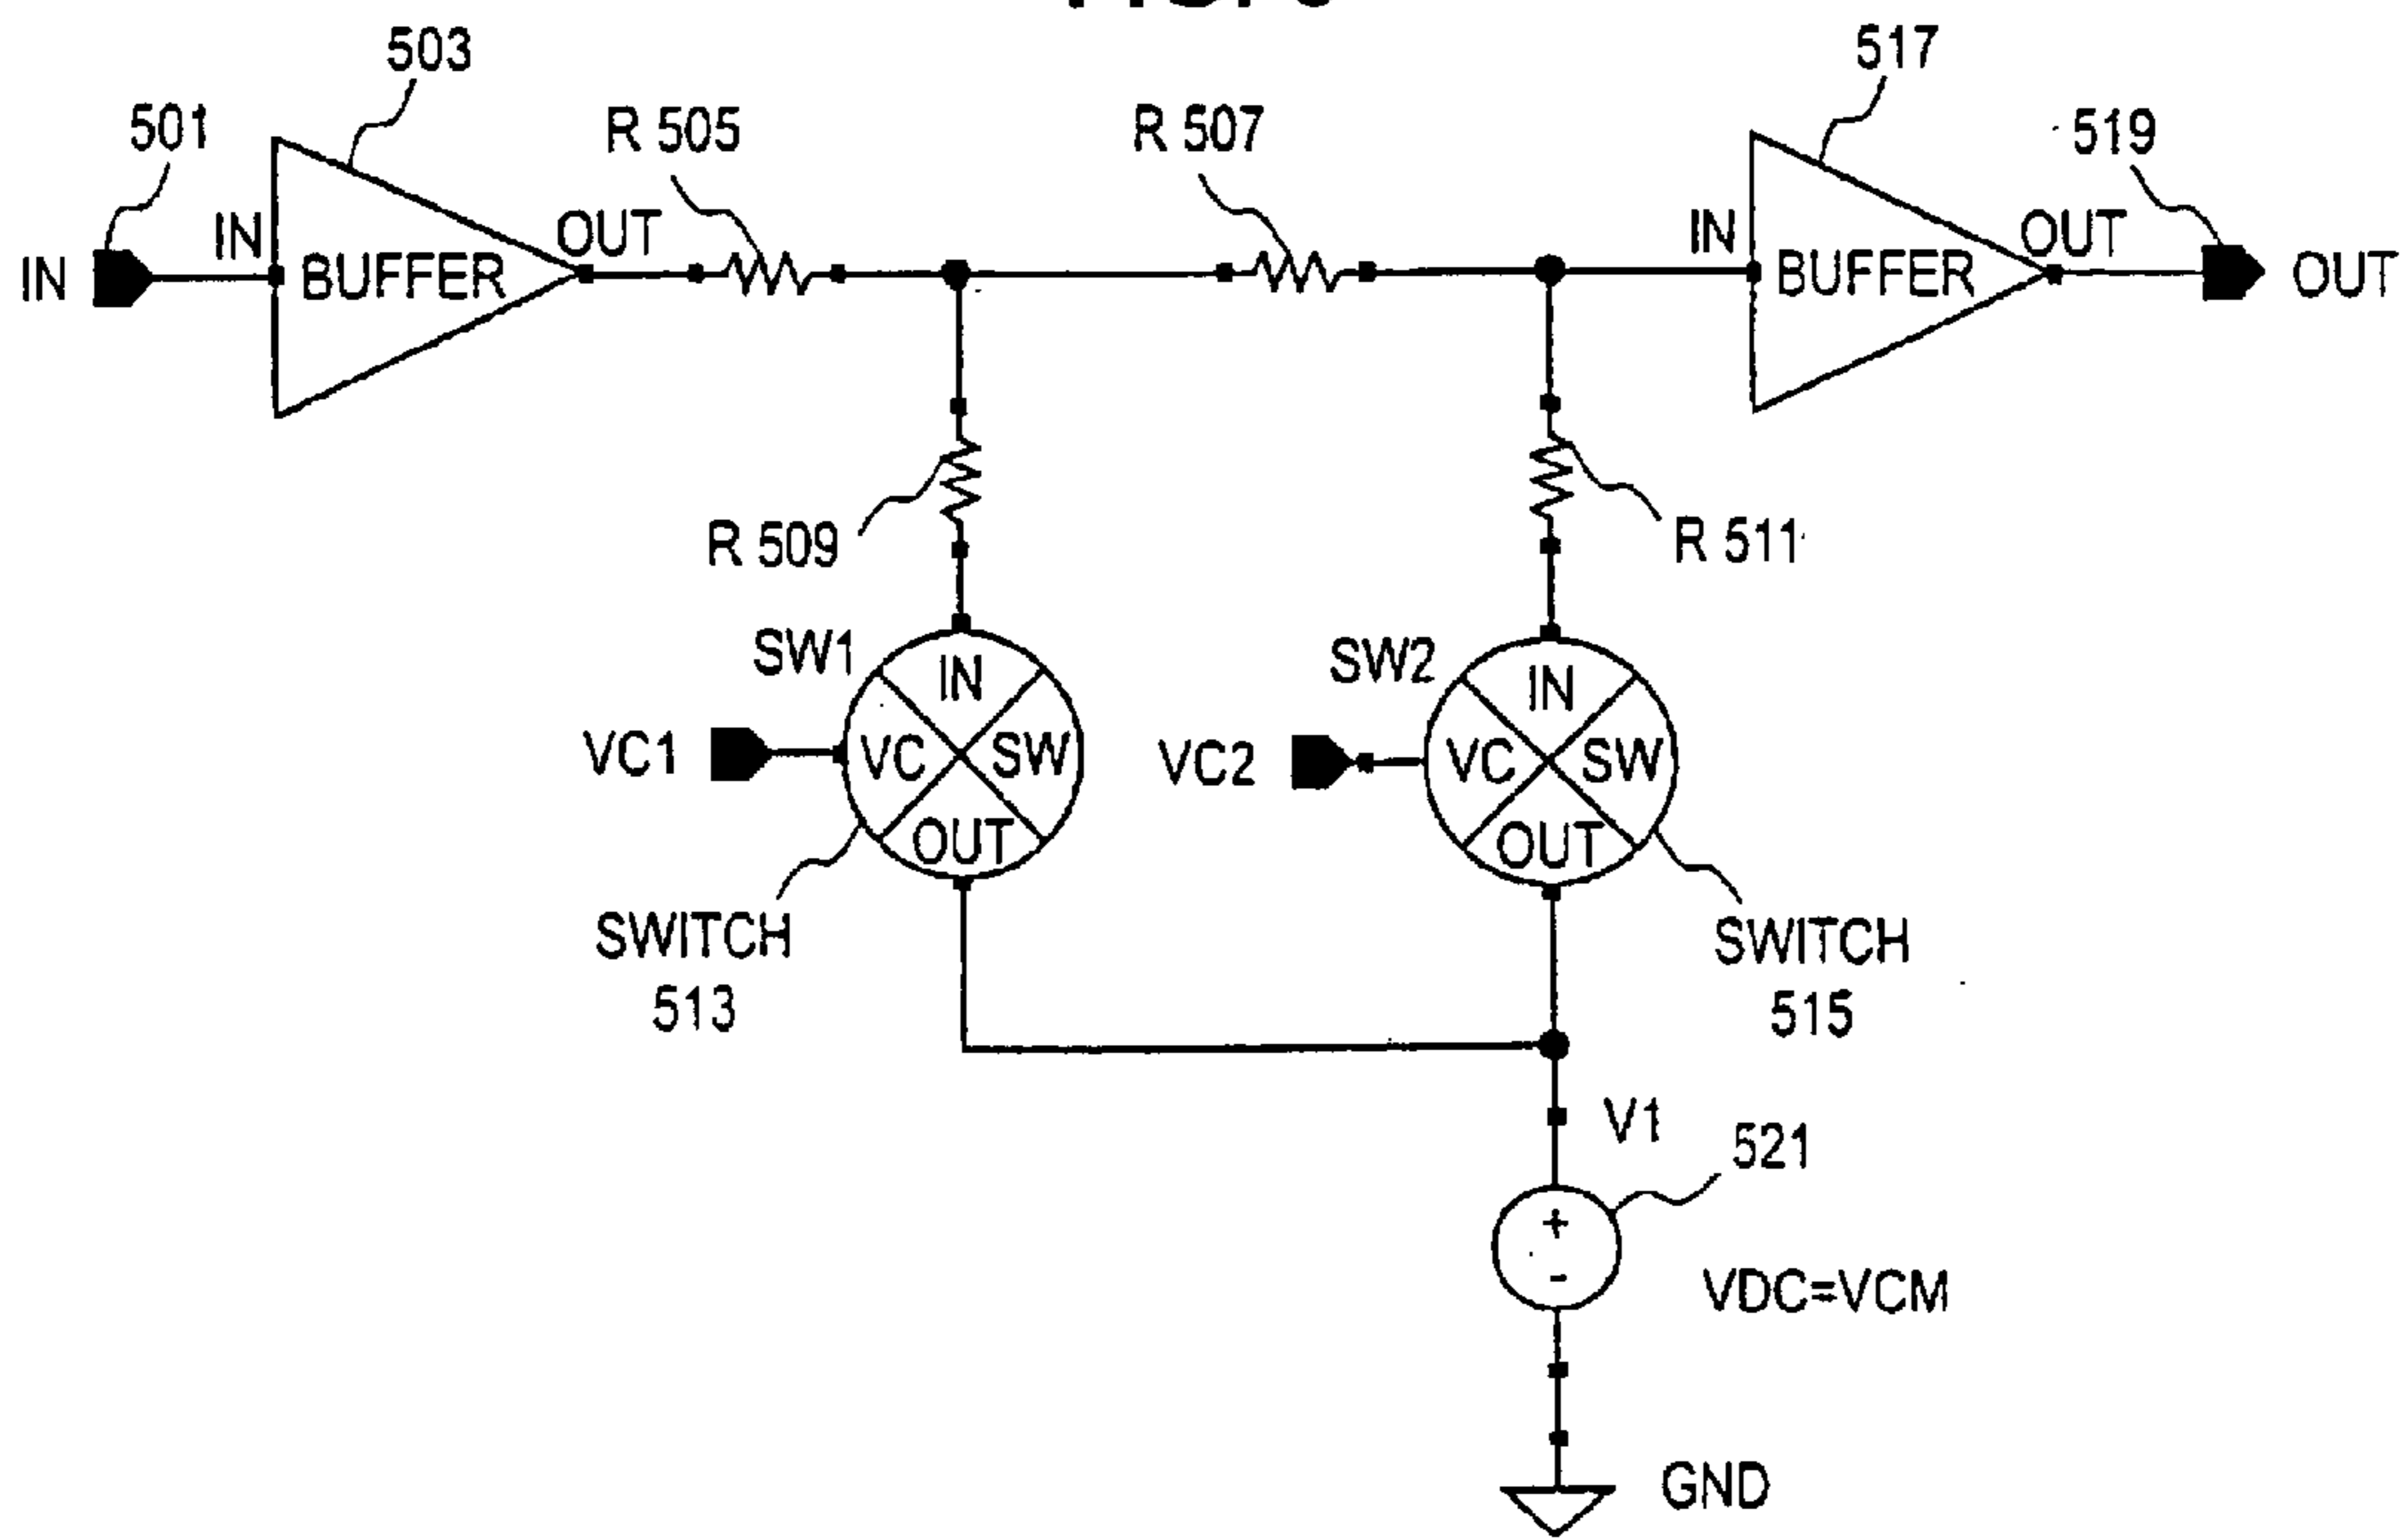 503
517
501
R 505
R 507
519
IN
IN
BUFFER
OUT
IN
BUFFER
OUT
OUT
R 509
R 511
SW1
IN
VC
SW
OUT
VC1
SW2
IN
VC
SW
OUT
VC2
SWITCH
513
SWITCH
515
V1
521
+
-
VDC=VCM
GND